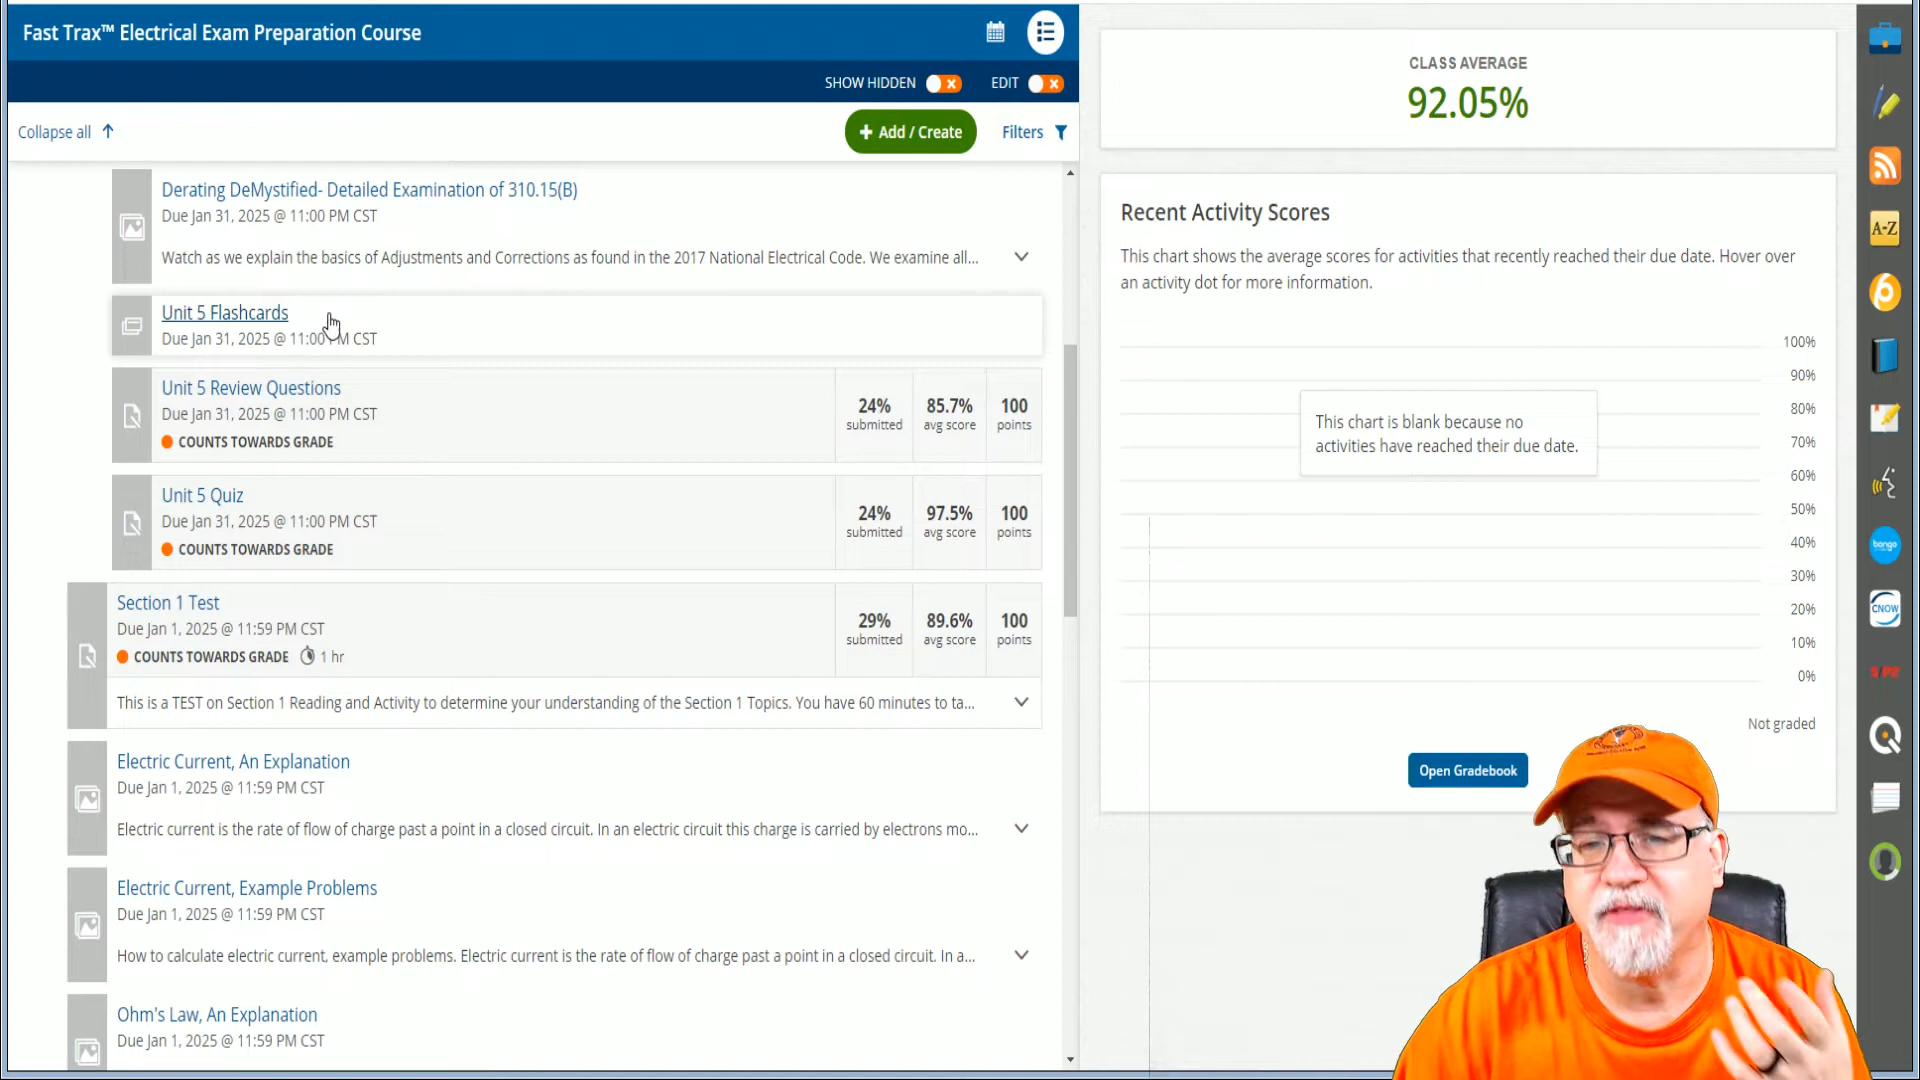 Fast Trax™ Electrical Exam Preparation Course
SHOW HIDDEN
EDIT
Collapse all
+ Add / Create
Filters
Derating DeMystified- Detailed Examination of 310.15(B)
Due Jan 31, 2025 @ 11:00 PM CST
Watch as we explain the basics of Adjustments and Corrections as found in the 2017 National Electrical Code. We examine all...
Unit 5 Flashcards
Due Jan 31, 2025 @ 11:00 PM CST
Unit 5 Review Questions
Due Jan 31, 2025 @ 11:00 PM CST
COUNTS TOWARDS GRADE
24%
submitted
85.7%
avg score
100
points
Unit 5 Quiz
Due Jan 31, 2025 @ 11:00 PM CST
COUNTS TOWARDS GRADE
24%
submitted
97.5%
avg score
100
points
Section 1 Test
Due Jan 1, 2025 @ 11:59 PM CST
COUNTS TOWARDS GRADE 1 hr
29%
submitted
89.6%
avg score
100
points
This is a TEST on Section 1 Reading and Activity to determine your understanding of the Section 1 Topics. You have 60 minutes to ta...
Electric Current, An Explanation
Due Jan 1, 2025 @ 11:59 PM CST
Electric current is the rate of flow of charge past a point in a closed circuit. In an electric circuit this charge is carried by electrons mo...
Electric Current, Example Problems
Due Jan 1, 2025 @ 11:59 PM CST
How to calculate electric current, example problems. Electric current is the rate of flow of charge past a point in a closed circuit. In a...
Ohm's Law, An Explanation
Due Jan 1, 2025 @ 11:59 PM CST
CLASS AVERAGE
92.05%
Recent Activity Scores
This chart shows the average scores for activities that recently reached their due date. Hover over
an activity dot for more information.
100%
90%
80%
70%
60%
50%
40%
30%
20%
10%
0%
This chart is blank because no
activities have reached their due date.
Not graded
Open Gradebook
A-Z
bongo
CNOW